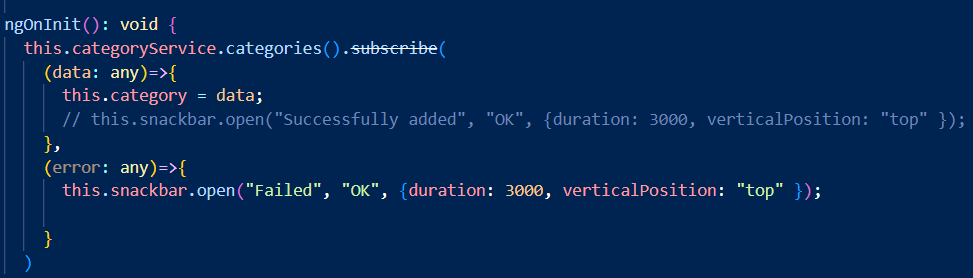 ngOnInit(): void {
  this.categoryService.categories().subscribe(
    (data: any)=>{
      this.category = data;
      // this.snackbar.open("Successfully added", "OK", {duration: 3000, verticalPosition: "top" });
    },
    (error: any)=>{
      this.snackbar.open("Failed", "OK", {duration: 3000, verticalPosition: "top" });
    }
  )